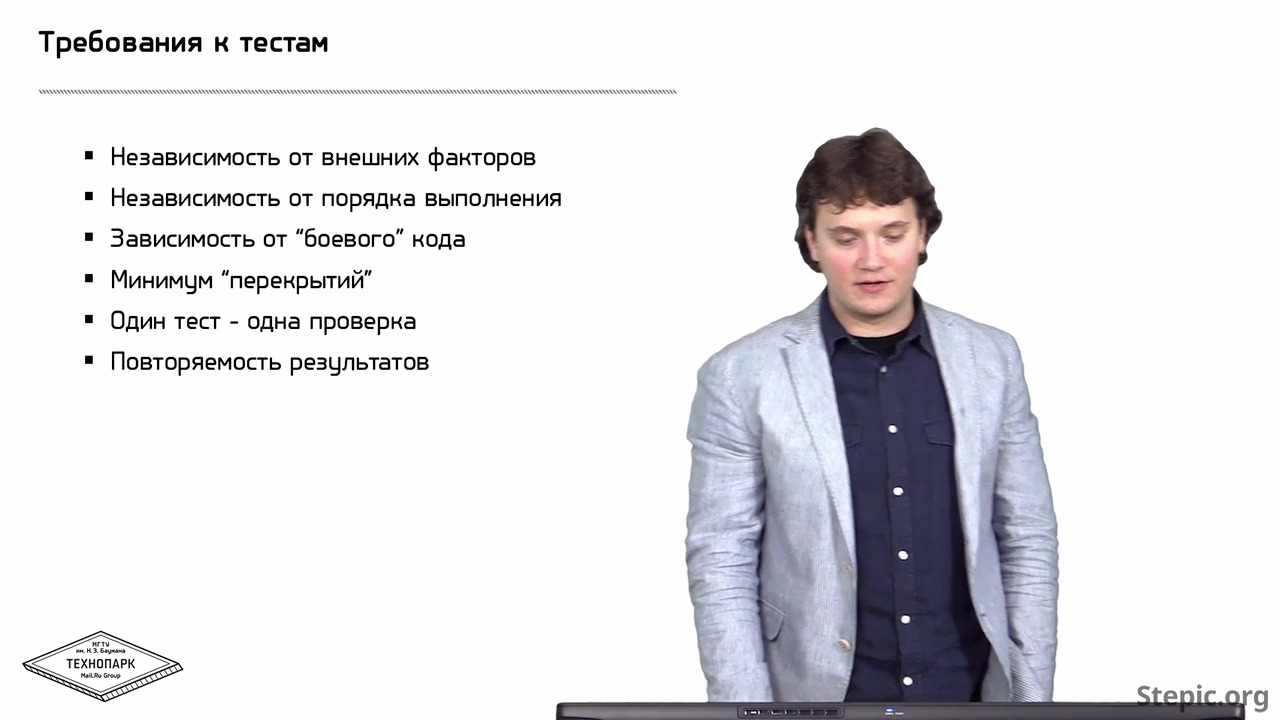 Требования к тестам
Независимость от внешних факторов
Независимость от порядка выполнения
Зависимость от “боевого” кода
Минимум “перекрытий”
Один тест - одна проверка
Повторяемость результатов
МГТУ
им. Н.Э. Баумана
ТЕХНОПАРК
Mail.Ru Group
Stepic.org